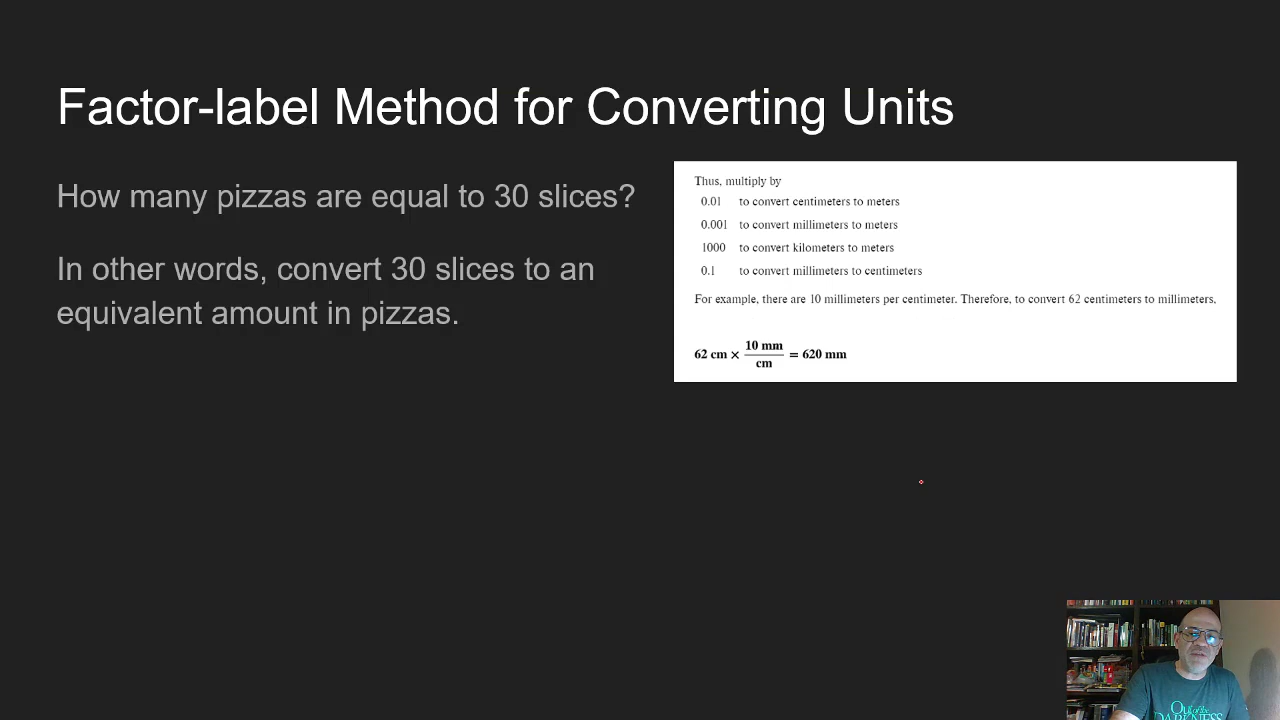 Factor-label Method for Converting Units
How many pizzas are equal to 30 slices?
In other words, convert 30 slices to an
equivalent amount in pizzas.
Thus, multiply by
0.01 to convert centimeters to meters
0.001 to convert millimeters to meters
1000 to convert kilometers to meters
0.1 to convert millimeters to centimeters
For example, there are 10 millimeters per centimeter. Therefore, to convert 62 centimeters to millimeters,
62 cm × 10 mm / cm = 620 mm
Out of the
DARKNESS